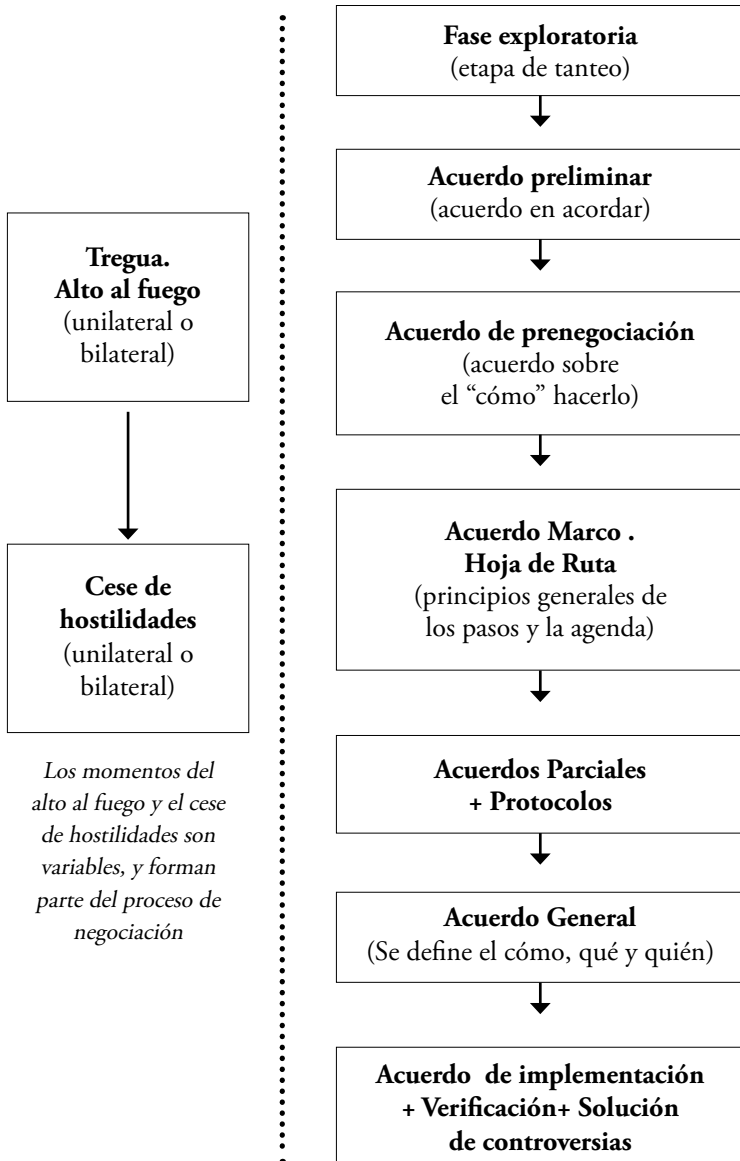 Fase exploratoria
(etapa de tanteo)
Acuerdo preliminar
(acuerdo en acordar)
Tregua.
Alto al fuego
(unilateral o
bilateral)
Acuerdo de prenegociación
(acuerdo sobre
el “cómo” hacerlo)
Acuerdo Marco .
Hoja de Ruta
(principios generales de
los pasos y la agenda)
Cese de
hostilidades
(unilateral o
bilateral)
Los momentos del
alto al fuego y el cese
de hostilidades son
variables, y forman
parte del proceso de
negociación
Acuerdos Parciales
+ Protocolos
Acuerdo General
(Se define el cómo, qué y quién)
Acuerdo de implementación
+ Verificación+ Solución
de controversias